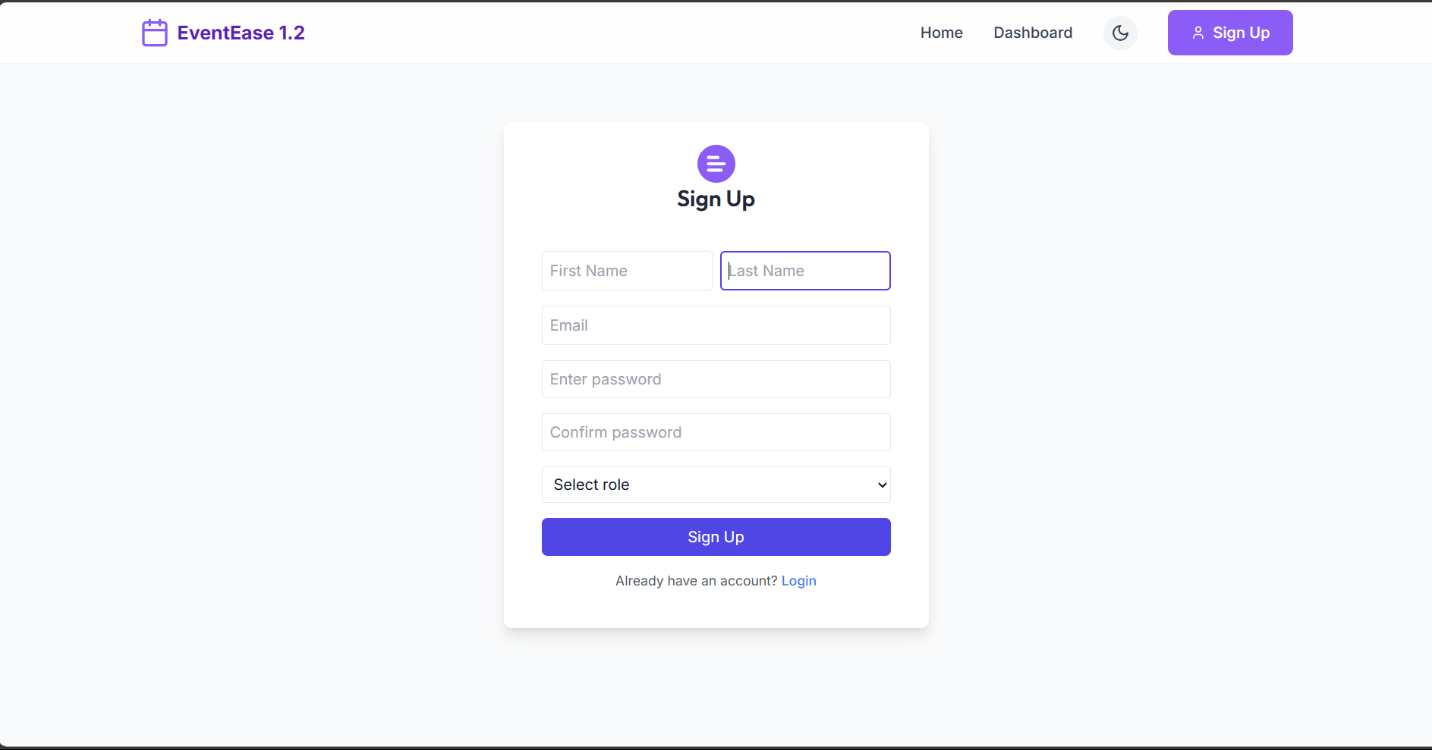 EventEase 1.2 Home Dashboard Sign Up
Sign Up
First Name Last Name
Email
Enter password
Confirm password
Select role
Sign Up
Already have an account? Login